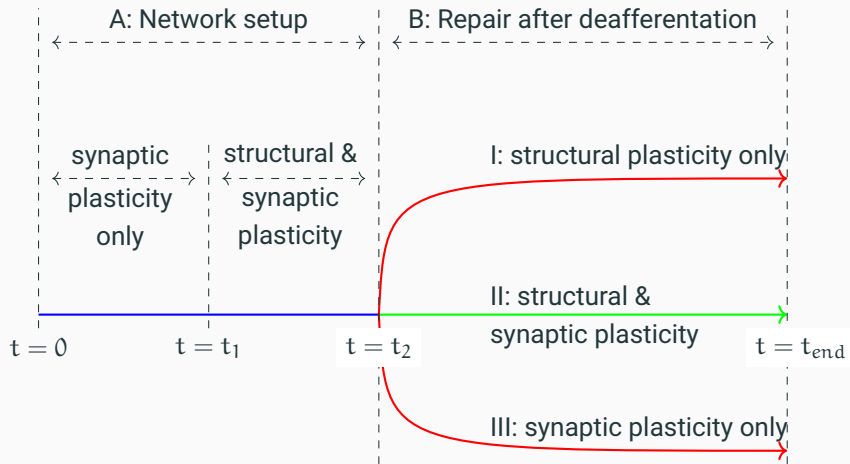 A: Network setup
B: Repair after deafferentation
synaptic
plasticity
only
structural &
synaptic
plasticity
I: structural plasticity only
II: structural &
synaptic plasticity
t = 0
t = t₁
t = t₂
t = t_end
III: synaptic plasticity only